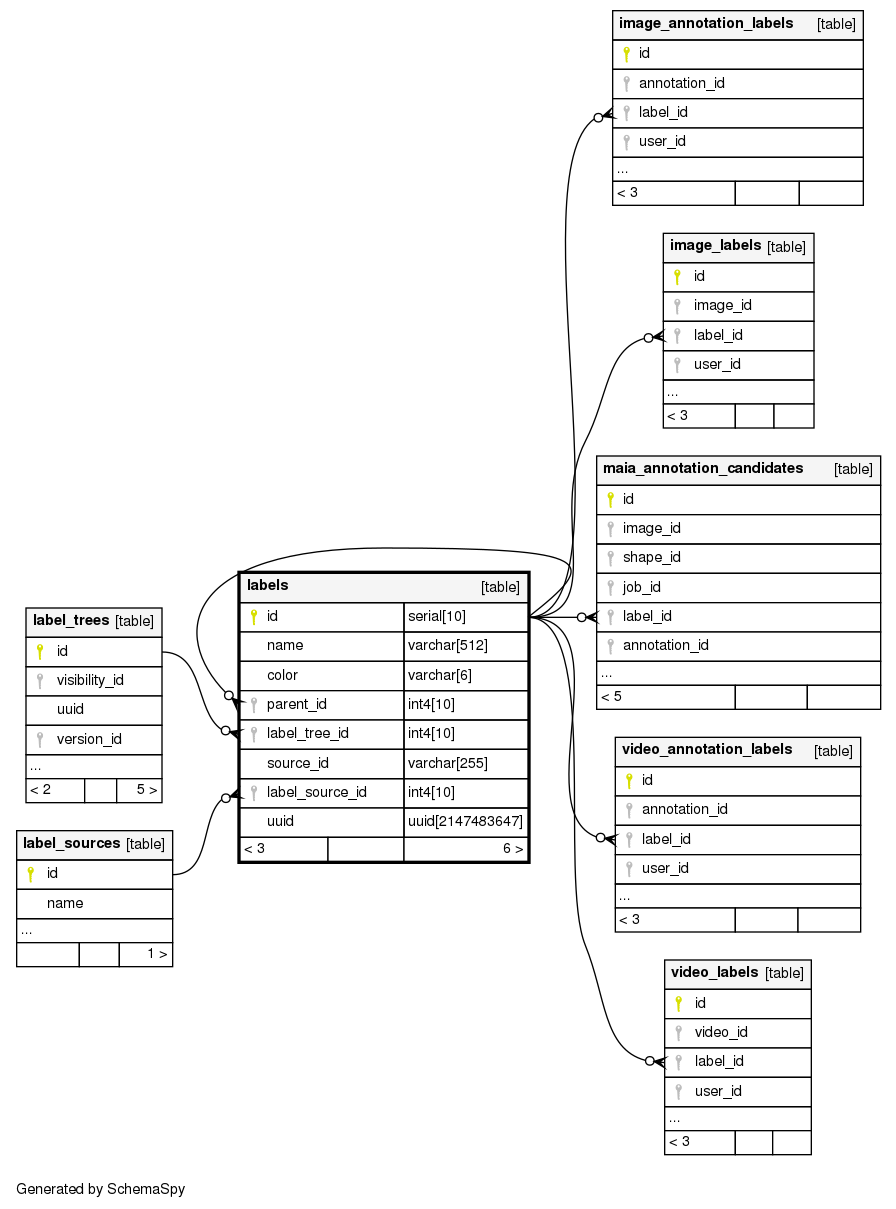 image_annotation_labels [table]
id
annotation_id
label_id
user_id
...
< 3
image_labels [table]
id
image_id
label_id
user_id
...
< 3
maia_annotation_candidates [table]
id
image_id
shape_id
job_id
label_id
annotation_id
...
< 5
labels [table]
id serial[10]
name varchar[512]
color varchar[6]
parent_id int4[10]
label_tree_id int4[10]
source_id varchar[255]
label_source_id int4[10]
uuid uuid[2147483647]
< 3 6 >
label_trees [table]
id
visibility_id
uuid
version_id
...
< 2 5 >
label_sources [table]
id
name
...
1 >
video_annotation_labels [table]
id
annotation_id
label_id
user_id
...
< 3
video_labels [table]
id
video_id
label_id
user_id
...
< 3
Generated by SchemaSpy